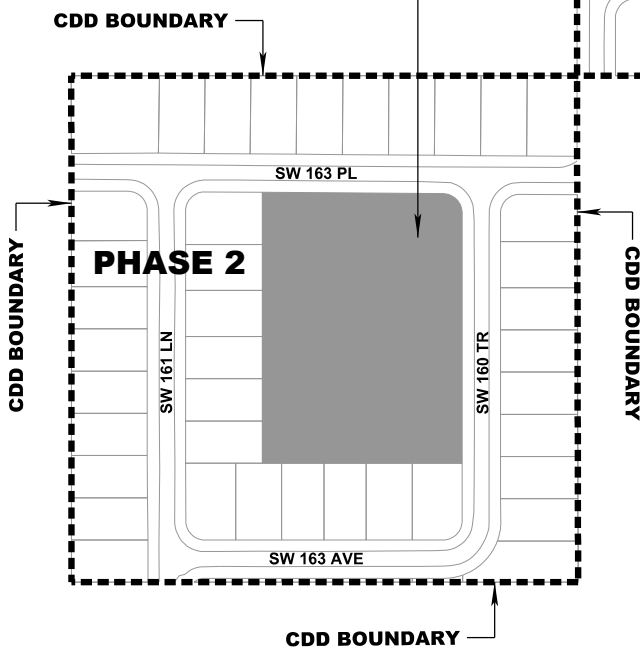 CDD BOUNDARY
SW 163 PL
PHASE 2
CDD BOUNDARY
SW 161 LN
SW 160 TR
CDD BOUNDARY
SW 163 AVE
CDD BOUNDARY